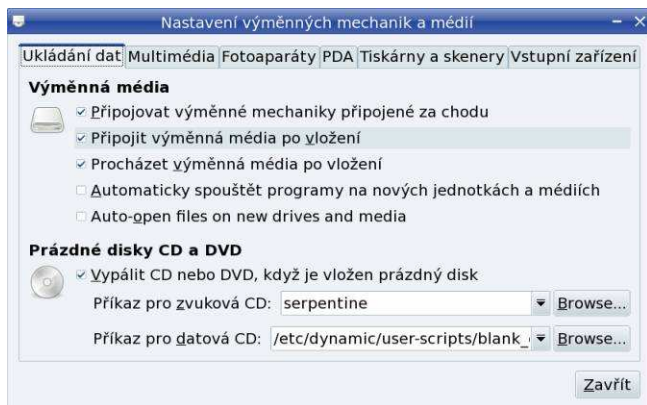 Nastavení výměnných mechanik a médií
Ukládání dat Multimédia Fotoaparáty PDA Tiskárny a skenery Vstupní zařízení
Výměnná média
Připojovat výměnné mechaniky připojené za chodu
Připojit výměnná média po vložení
Procházet výměnná média po vložení
Automaticky spouštět programy na nových jednotkách a médiích
Auto-open files on new drives and media
Prázdné disky CD a DVD
Vypálit CD nebo DVD, když je vložen prázdný disk
Příkaz pro zvuková CD: serpentine Browse...
Příkaz pro datová CD: /etc/dynamic/user-scripts/blank_ Browse...
Zavřít